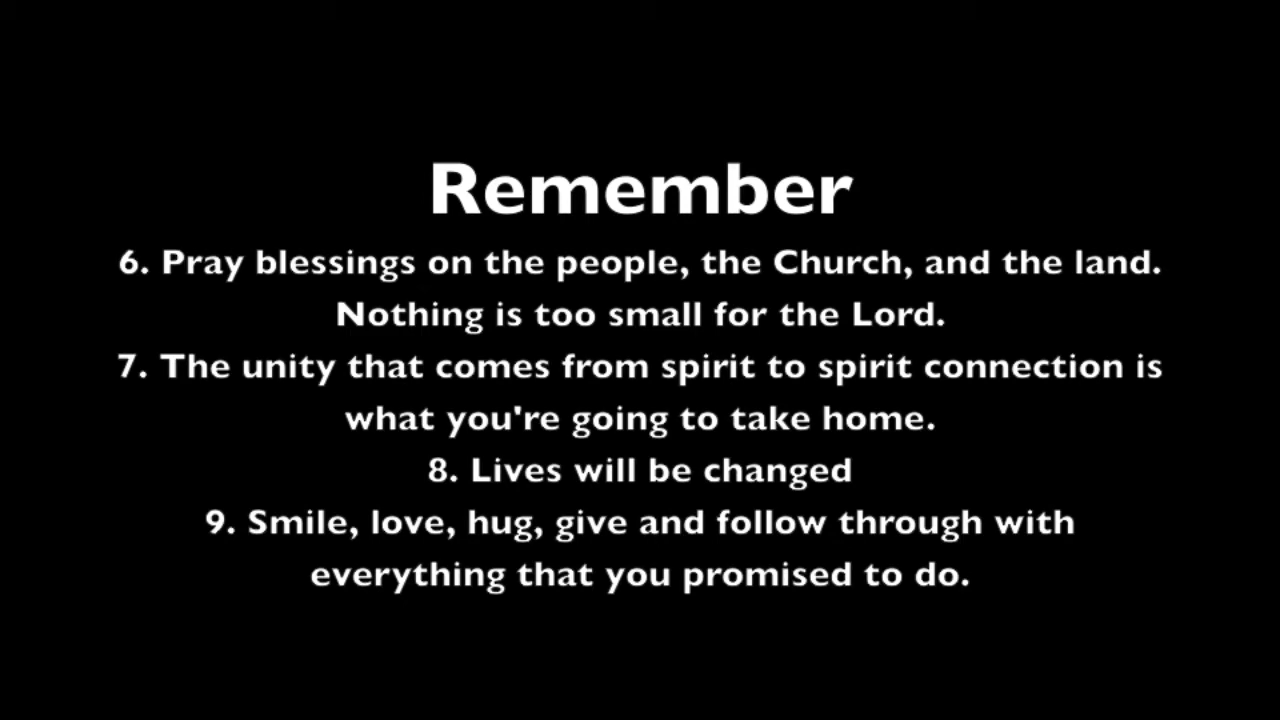 Remember
6. Pray blessings on the people, the Church, and the land.
Nothing is too small for the Lord.
7. The unity that comes from spirit to spirit connection is
what you're going to take home.
8. Lives will be changed
9. Smile, love, hug, give and follow through with
everything that you promised to do.